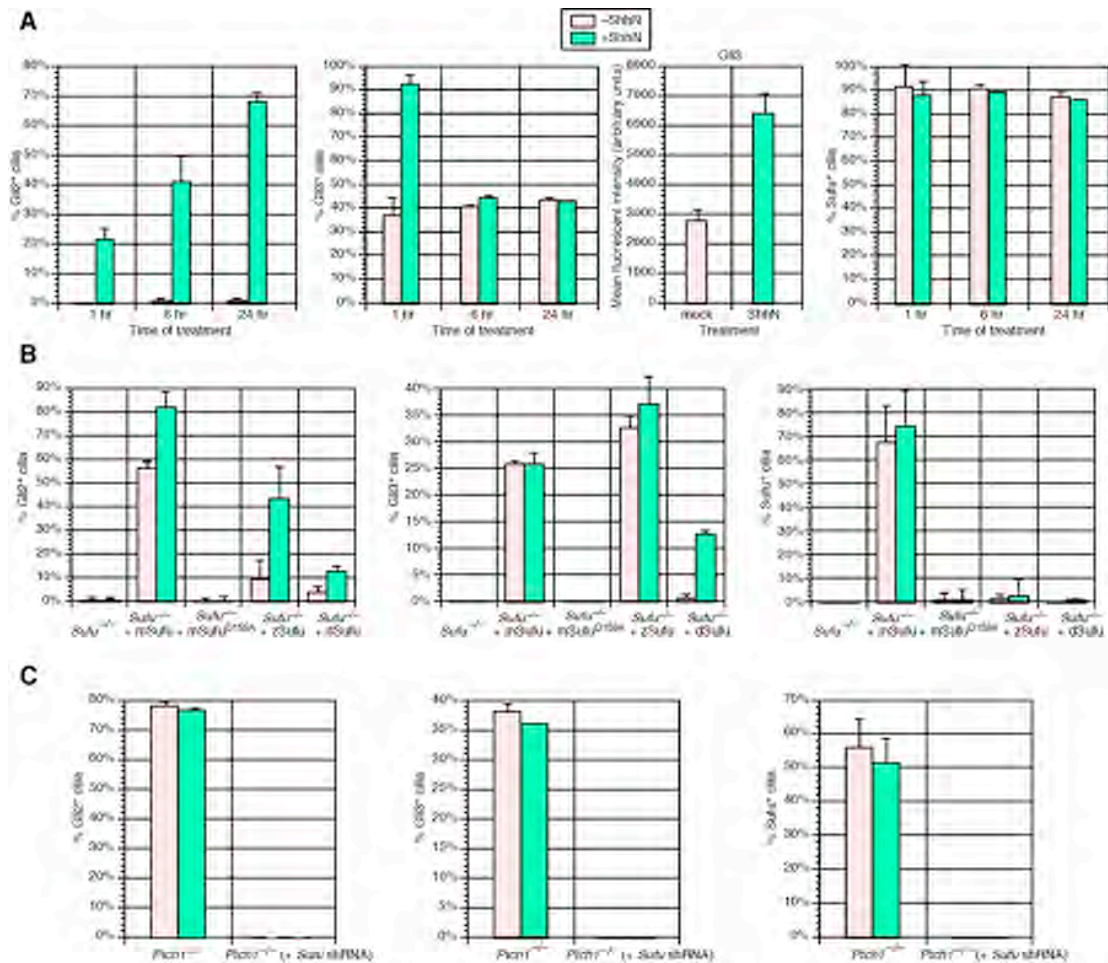 A
−ShhN
+ShhN
80%
70%
60%
50%
40%
30%
20%
10%
0%
% Gli2⁺ cilia
1 hr 6 hr 24 hr
Time of treatment
100%
90%
80%
70%
60%
50%
40%
30%
20%
10%
0%
% Gli3⁺ cilia
1 hr 6 hr 24 hr
Time of treatment
Gli3
8000
7000
6000
5000
4000
3000
2000
1000
0
Mean fluorescent intensity (arbitrary units)
mock ShhN
Treatment
100%
90%
80%
70%
60%
50%
40%
30%
20%
10%
0%
% Sufu⁺ cilia
1 hr 6 hr 24 hr
Time of treatment
B
90%
80%
70%
60%
50%
40%
30%
20%
10%
0%
% Gli2⁺ cilia
Sufu⁻/⁻ Sufu⁻/⁻ Sufu⁻/⁻ Sufu⁻/⁻ Sufu⁻/⁻
+ mSufu + mSufu + zSufu + dSufu
40%
35%
30%
25%
20%
15%
10%
5%
0%
% Gli3⁺ cilia
Sufu⁻/⁻ Sufu⁻/⁻ Sufu⁻/⁻ Sufu⁻/⁻ Sufu⁻/⁻
+ mSufu + mSufu + zSufu + dSufu
90%
80%
70%
60%
50%
40%
30%
20%
10%
0%
% Sufu⁺ cilia
Sufu⁻/⁻ Sufu⁻/⁻ Sufu⁻/⁻ Sufu⁻/⁻ Sufu⁻/⁻
+ mSufu + mSufu + zSufu + dSufu
C
80%
70%
60%
50%
40%
30%
20%
10%
0%
% Gli2⁺ cilia
Ptch1⁻/⁻ Ptch1⁻/⁻ (+ Sufu shRNA)
40%
35%
30%
25%
20%
15%
10%
5%
0%
% Gli3⁺ cilia
Ptch1⁻/⁻ Ptch1⁻/⁻ (+ Sufu shRNA)
70%
60%
50%
40%
30%
20%
10%
0%
% Sufu⁺ cilia
Ptch1⁻/⁻ Ptch1⁻/⁻ (+ Sufu shRNA)